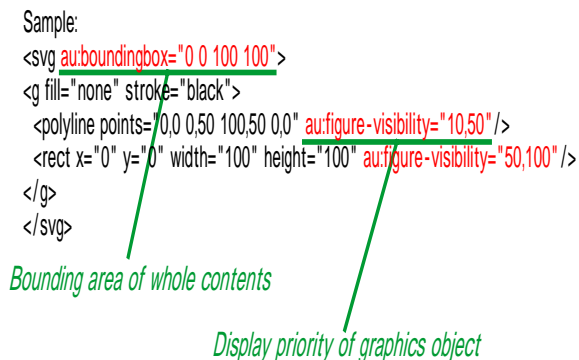 Sample:
<svg au:boundingbox="0 0 100 100">
<g fill="none" stroke="black">
<polyline points="0,0 0,50 100,50 0,0" au:figure-visibility="10,50"/>
<rect x="0" y="0" width="100" height="100" au:figure-visibility="50,100"/>
</g>
</svg>
Bounding area of whole contents
Display priority of graphics object